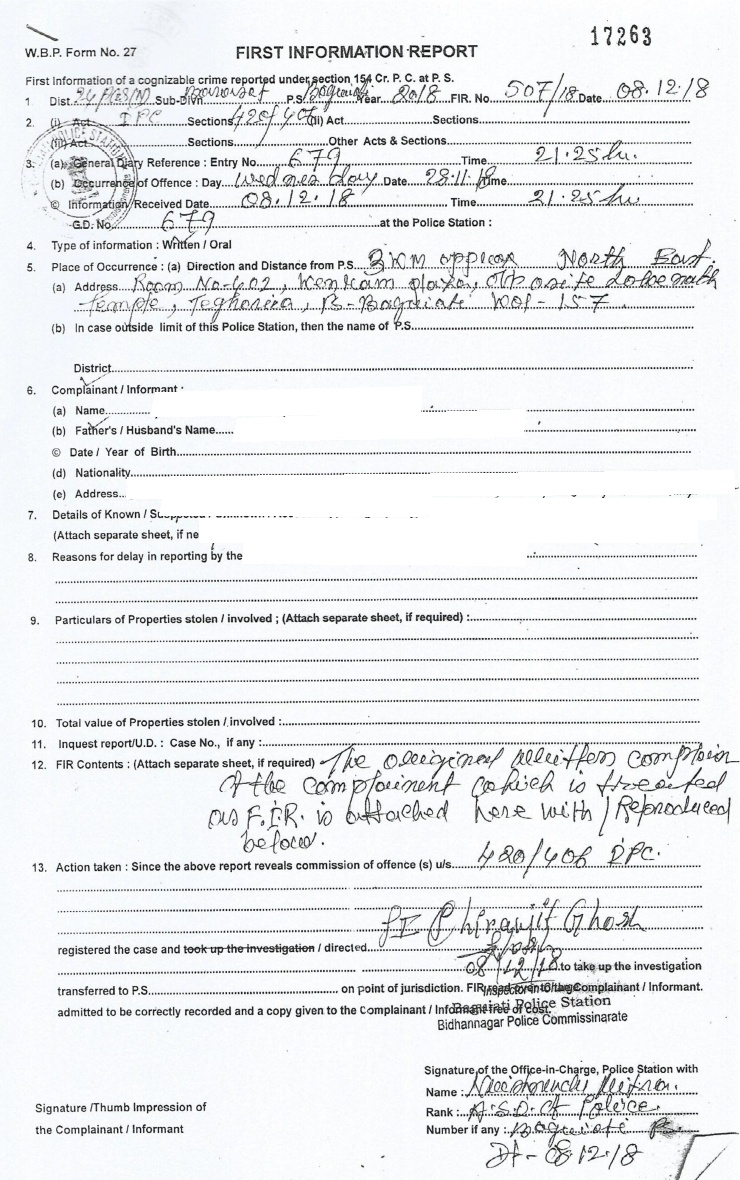 17263
W.B.P. Form No. 27
FIRST INFORMATION REPORT
First Information of a cognizable crime reported under section 154 Cr. P. C. at P. S.
1 Dist. Sub-Divn. Barasat P.S. Baguiati Year 2018 FIR. No 507/18 Date 08.12.18
2. (i) Act IPC Sections 420/406 (ii) Act Sections
(iii) Act Sections Other Acts & Sections
3. (a) General Diary Reference : Entry No. 679 Time 21.25 hr.
(b) Occurrence of Offence : Day Wednesday Date 28.11.18 Time
© Information Received Date 08.12.18 Time 21.25 hr
G.D. No. 679 at the Police Station :
4. Type of information : Written / Oral
5. Place of Occurrence : (a) Direction and Distance from P.S. 3 KM approx North East.
(a) Address Room No-402, plaza, Opposite Lokenath
Temple, Teghoria, PS-Baguiati Kol-157
(b) In case outside limit of this Police Station, then the name of P.S.
District
6. Complainant / Informant :
(a) Name
(b) Father's / Husband's Name
© Date / Year of Birth
(d) Nationality
(e) Address
7. Details of Known /
(Attach separate sheet, if ne
8. Reasons for delay in reporting by the
9. Particulars of Properties stolen / involved ; (Attach separate sheet, if required) :
10. Total value of Properties stolen / involved :
11. Inquest report/U.D. : Case No., if any :
12. FIR Contents : (Attach separate sheet, if required) The original written complain
of the complainent which is treated
as F.I.R. is attached here with / Reproduced
below.
13. Action taken : Since the above report reveals commission of offence (s) u/s 420/406 IPC.
SI Chiranjit Ghosh
registered the case and took up the investigation / directed
08/12/18 to take up the investigation
transferred to P.S. on point of jurisdiction. FIR read over to the Complainant / Informant.
Inspector-in-Charge
admitted to be correctly recorded and a copy given to the Complainant / Informant free of cost.
Baguiati Police Station
Bidhannagar Police Commissinarate
Signature of the Office-in-Charge, Police Station with
Name :
Signature /Thumb Impression of
Rank : A.S.I. of Police
the Complainant / Informant
Number if any : Baguiati PS
Dt - 08.12.18